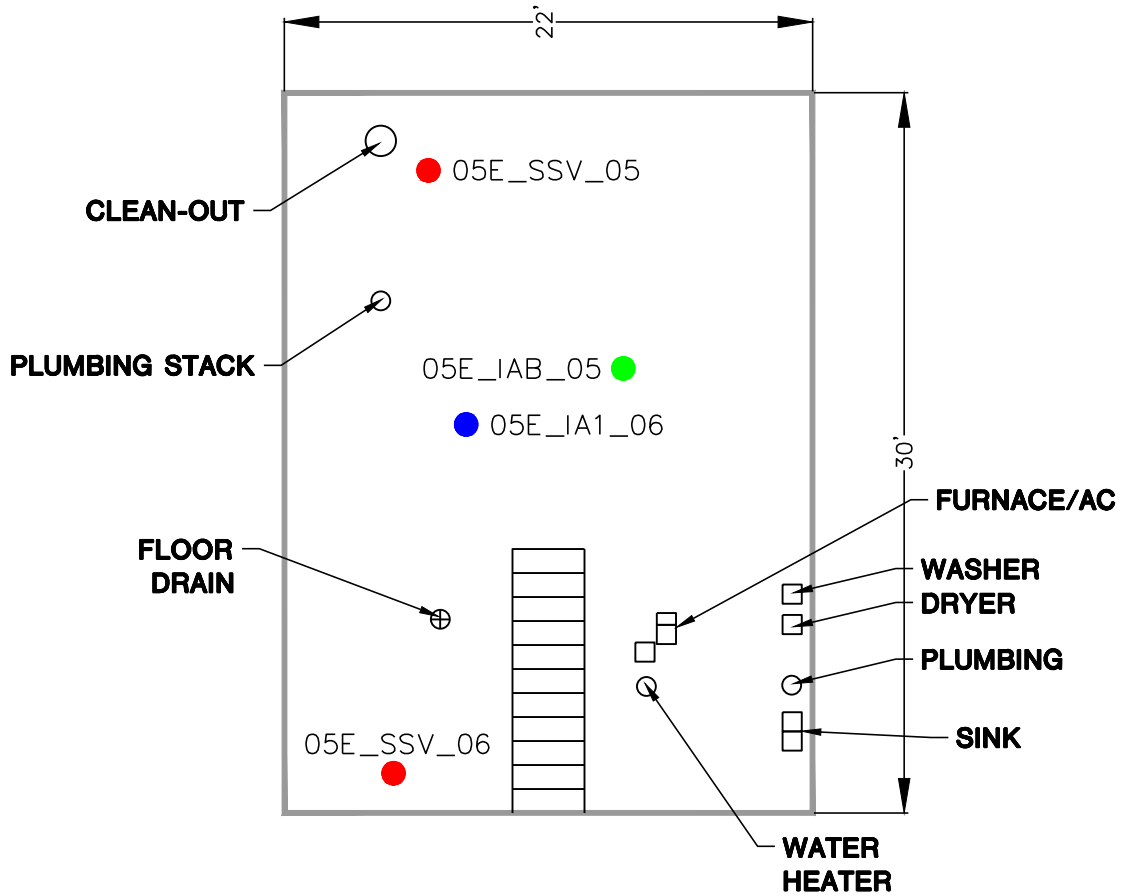 22'
05E_SSV_05
CLEAN-OUT
PLUMBING STACK
05E_IAB_05
05E_IA1_06
30'
FURNACE/AC
FLOOR
DRAIN
WASHER
DRYER
PLUMBING
05E_SSV_06
SINK
WATER
HEATER